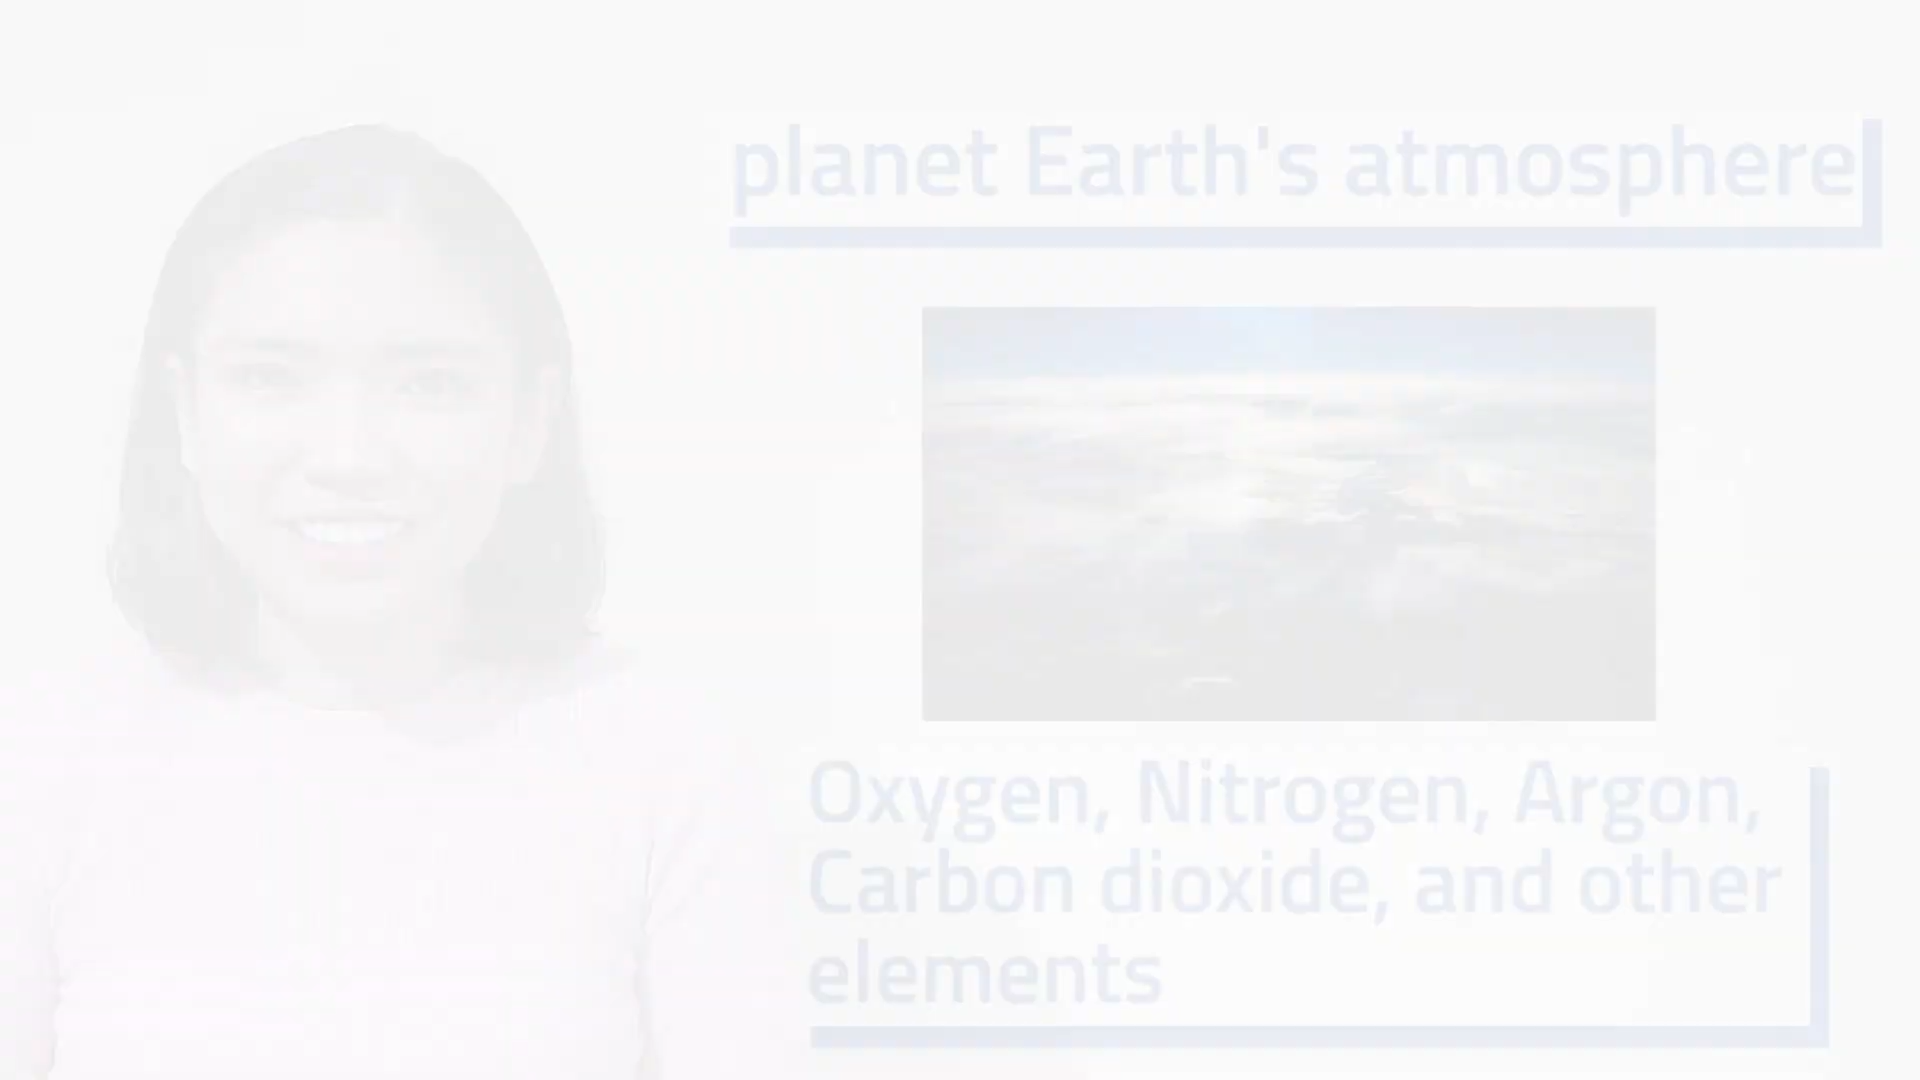 planet Earth's atmosphere
Oxygen, Nitrogen, Argon,
Carbon dioxide, and other
elements